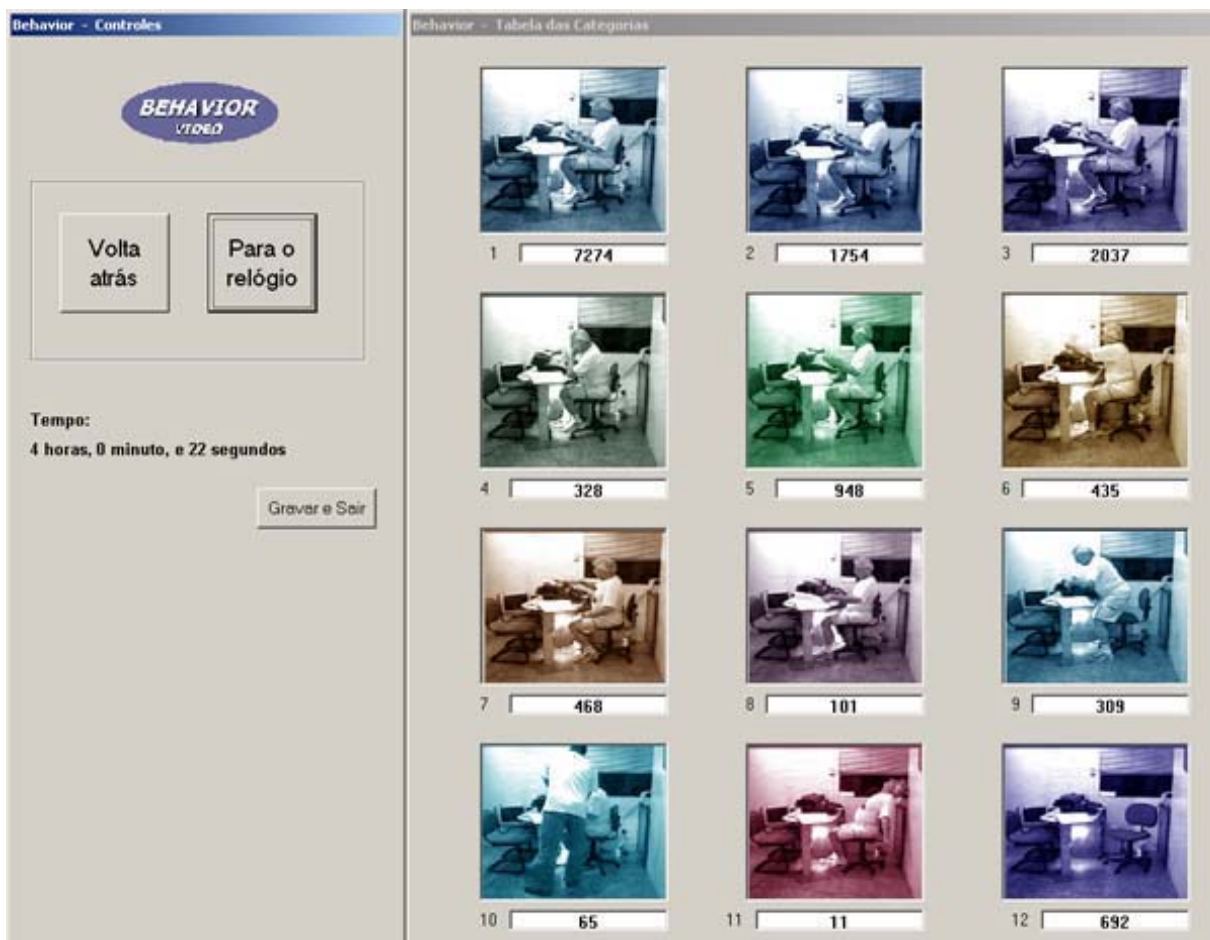 Behavior - Controles
BEHAVIOR
VIDEO
Volta
atrás
Para o
relógio
Tempo:
4 horas, 0 minuto, e 22 segundos
Gravar e Sair
Behavior - Tabela das Categorias
1 7274
2 1754
3 2037
4 328
5 948
6 435
7 468
8 101
9 309
10 65
11 11
12 692